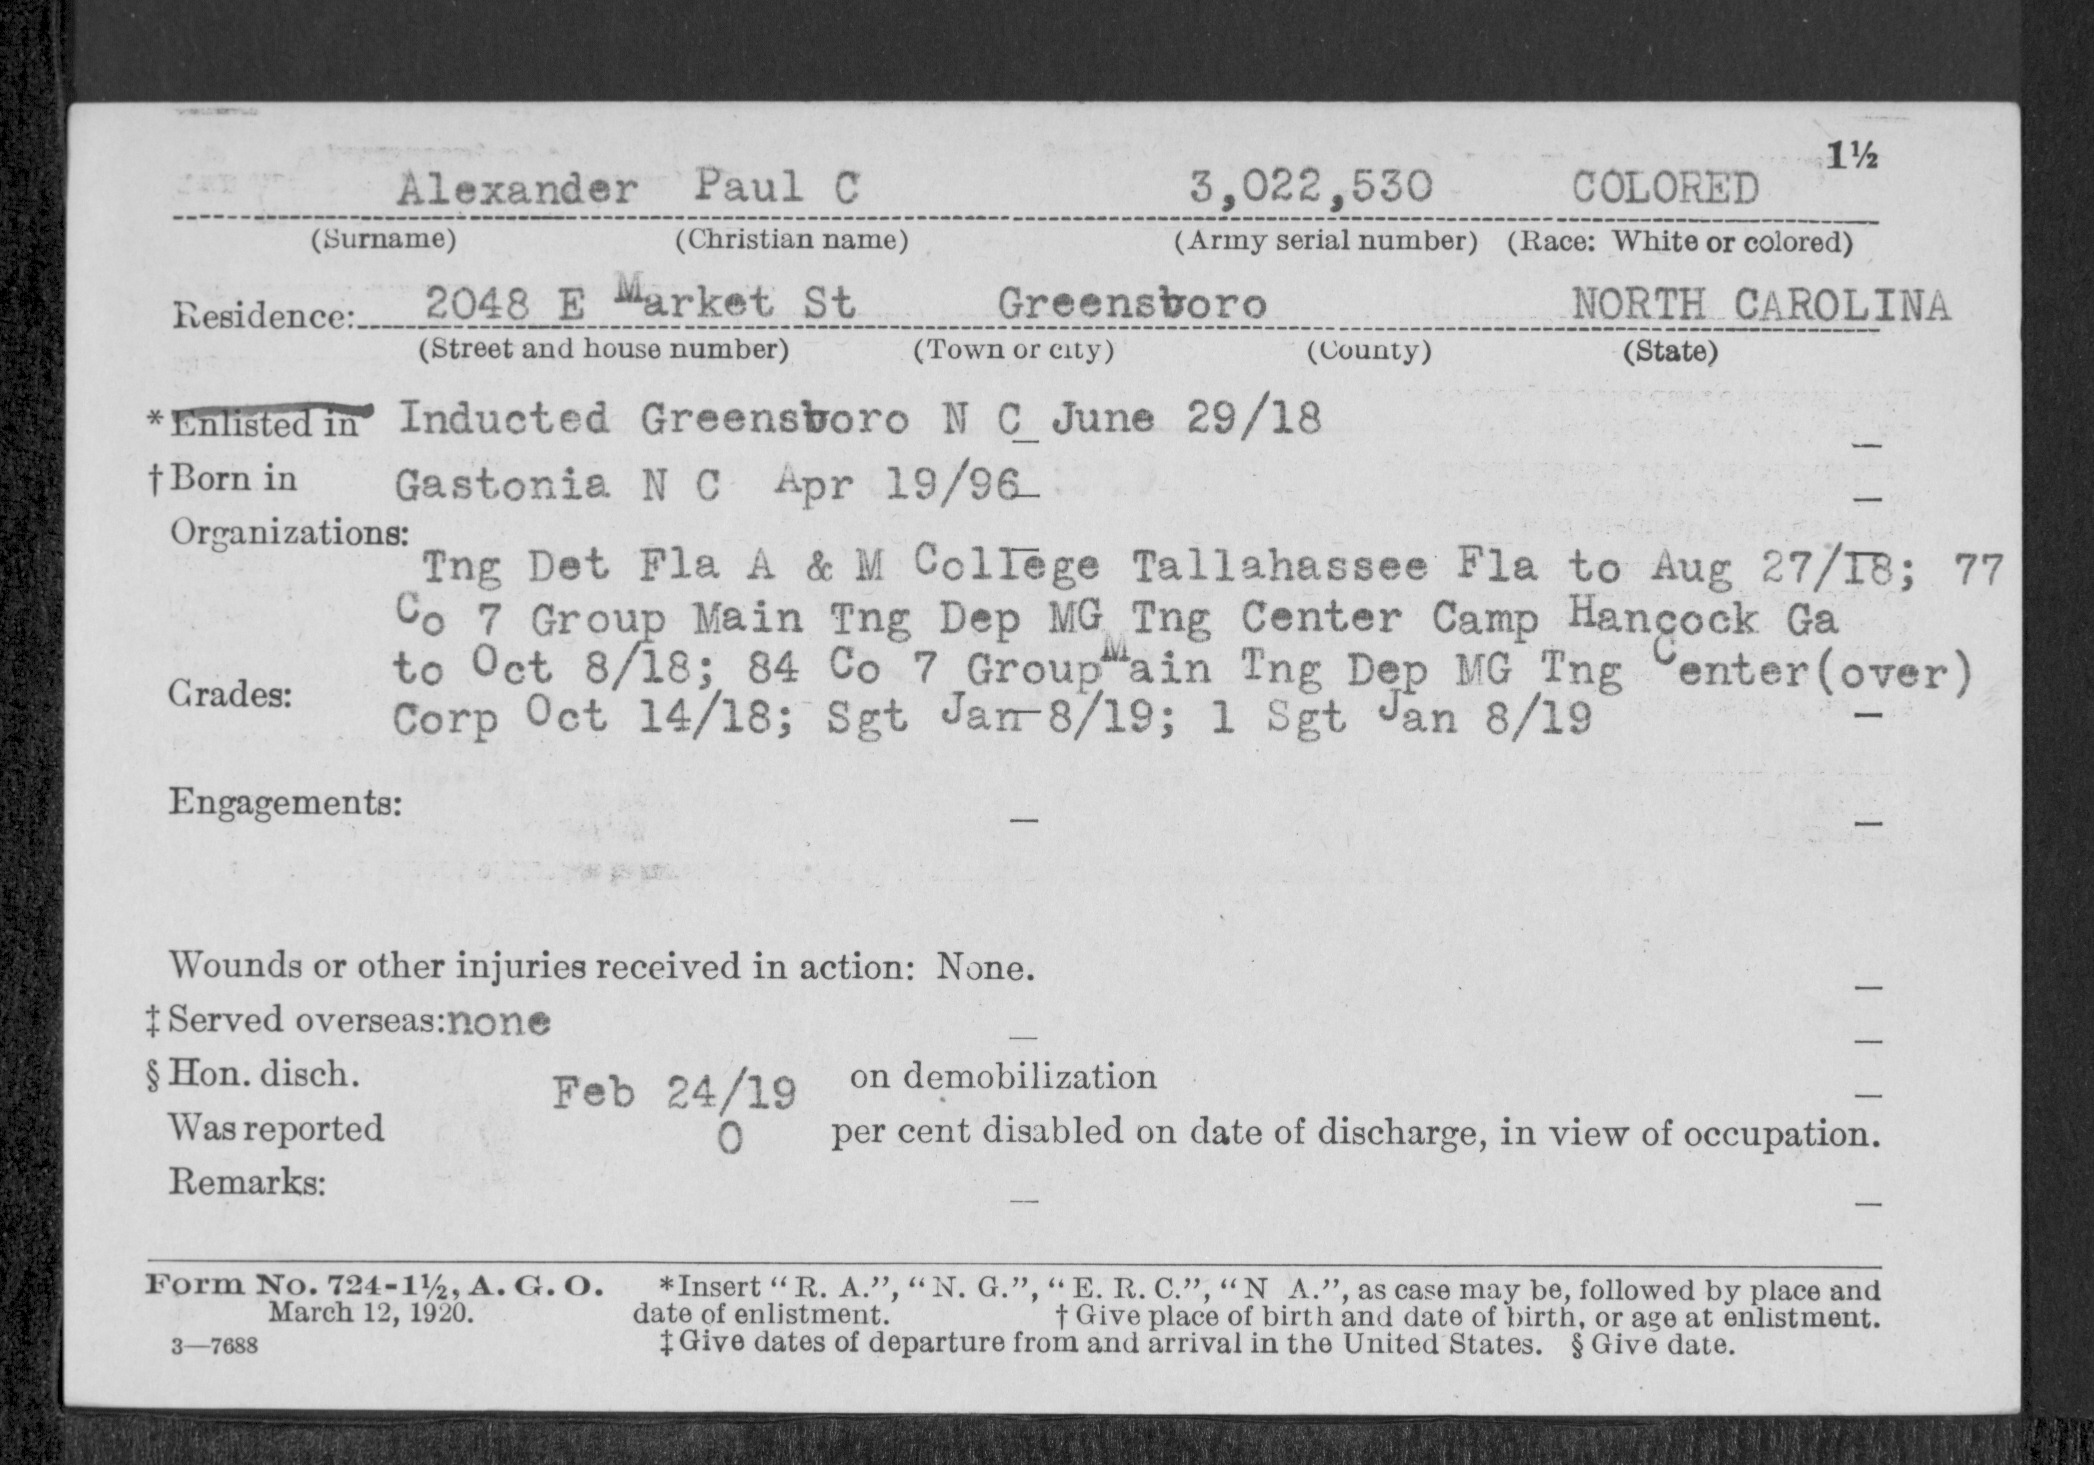 1½
Alexander Paul C 3,022,530 COLORED
(Surname) (Christian name) (Army serial number) (Race: White or colored)
Residence: 2048 E Market St Greensboro NORTH CAROLINA
(Street and house number) (Town or city) (County) (State)
*Enlisted in Inducted Greensboro N C June 29/18
†Born in Gastonia N C Apr 19/96
Organizations:
Tng Det Fla A & M College Tallahassee Fla to Aug 27/18; 77
Co 7 Group Main Tng Dep MG Tng Center Camp Hancock Ga
to Oct 8/18; 84 Co 7 Group Main Tng Dep MG Tng Center(over)
Grades: Corp Oct 14/18; Sgt Jan 8/19; 1 Sgt Jan 8/19
Engagements:
Wounds or other injuries received in action: None.
‡Served overseas:none
§Hon. disch. Feb 24/19 on demobilization
Was reported 0 per cent disabled on date of discharge, in view of occupation.
Remarks:
Form No. 724-1½, A. G. O. *Insert "R. A.", "N. G.", "E. R. C.", "N A.", as case may be, followed by place and
March 12, 1920. date of enlistment. †Give place of birth and date of birth, or age at enlistment.
3—7688 ‡Give dates of departure from and arrival in the United States. §Give date.